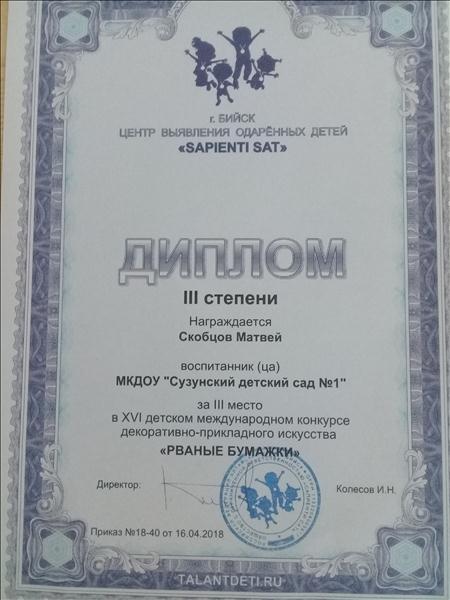 г. БИЙСК
ЦЕНТР ВЫЯВЛЕНИЯ ОДАРЁННЫХ ДЕТЕЙ
«SAPIENTI SAT»
ДИПЛОМ
III степени
Награждается
Скобцов Матвей
воспитанник (ца)
МКДОУ "Сузунский детский сад №1"
за III место
в XVI детском международном конкурсе
декоративно-прикладного искусства
«РВАНЫЕ БУМАЖКИ»
Директор:
Колесов И.Н.
Приказ №18-40 от 16.04.2018
TALANTDETI.RU